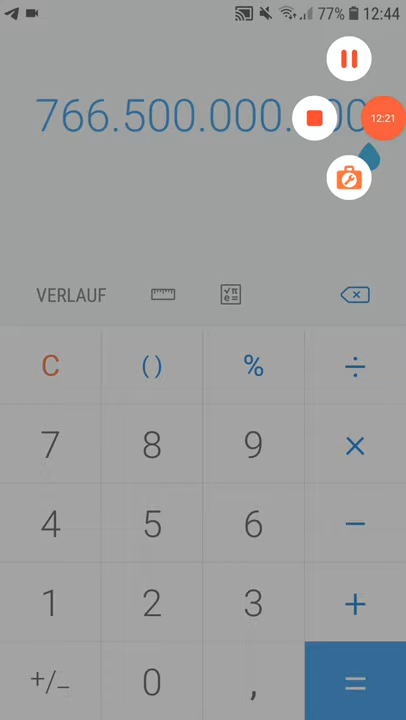 77% 12:44
766.500.000.
12:21
VERLAUF
√π
e=
C ( ) % ÷
7 8 9 ×
4 5 6 −
1 2 3 +
+/− 0 , =